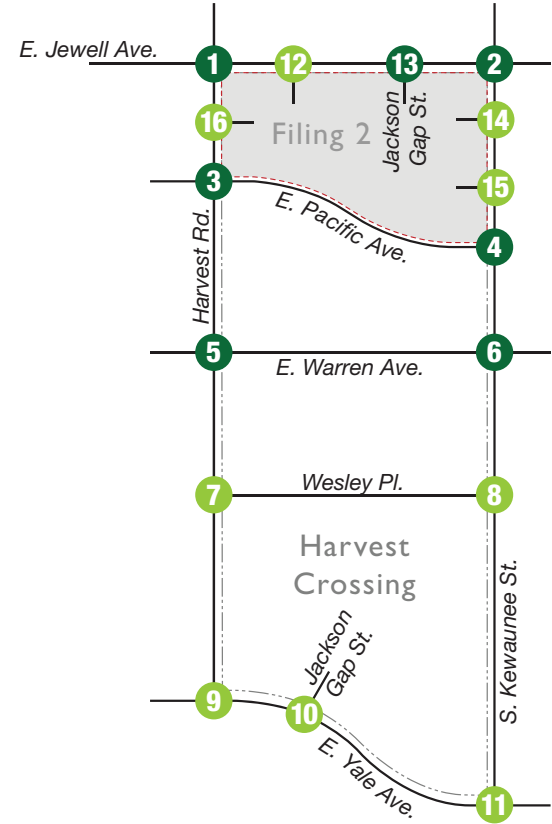 E. Jewell Ave.
1
12
13
2
16
Filing 2
Jackson
Gap St.
14
15
3
E. Pacific Ave.
4
Harvest Rd.
5
6
E. Warren Ave.
Wesley Pl.
7
8
Harvest
Crossing
S. Kewaunee St.
Jackson
Gap St.
9
10
E. Yale Ave.
11